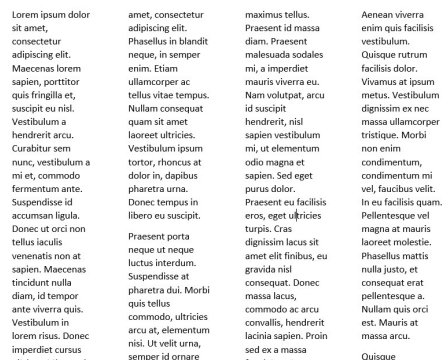 Lorem ipsum dolor
sit amet,
consectetur
adipiscing elit.
Maecenas lorem
sapien, porttitor
quis fringilla et,
suscipit eu nisl.
Vestibulum a
hendrerit arcu.
Curabitur sem
nunc, vestibulum a
mi et, commodo
fermentum ante.
Suspendisse id
accumsan ligula.
Donec ut orci non
tellus iaculis
venenatis non at
sapien. Maecenas
tincidunt nulla
diam, id tempor
ante viverra quis.
Vestibulum in
lorem risus. Donec
imperdiet cursus
amet, consectetur
adipiscing elit.
Phasellus in blandit
neque, in semper
enim. Etiam
ullamcorper ac
tellus vitae tempus.
Nullam consequat
quam sit amet
laoreet ultricies.
Vestibulum ipsum
tortor, rhoncus at
dolor in, dapibus
pharetra urna.
Donec tempus in
libero eu suscipit.
Praesent porta
neque ut neque
luctus interdum.
Suspendisse at
pharetra dui. Morbi
quis tellus
commodo, ultricies
arcu at, elementum
nisi. Ut velit urna,
semper id ornare
maximus tellus.
Praesent id massa
diam. Praesent
malesuada sodales
mi, a imperdiet
mauris viverra eu.
Nam volutpat, arcu
id suscipit
hendrerit, nisl
sapien vestibulum
mi, ut elementum
odio magna et
sapien. Sed eget
purus dolor.
Praesent eu facilisis
eros, eget ultricies
turpis. Cras
dignissim lacus sit
amet elit finibus, eu
gravida nisl
consequat. Donec
massa lacus,
commodo ac arcu
convallis, hendrerit
lacinia sapien. Proin
sed ex a massa
Aenean viverra
enim quis facilisis
vestibulum.
Quisque rutrum
facilisis dolor.
Vivamus at ipsum
metus. Vestibulum
dignissim ex nec
massa ullamcorper
tristique. Morbi
non enim
condimentum,
condimentum mi
vel, faucibus velit.
In eu facilisis quam.
Pellentesque vel
magna at mauris
laoreet molestie.
Phasellus mattis
nulla justo, et
consequat erat
pellentesque a.
Nullam quis orci
est. Mauris at
massa arcu.
Quisque